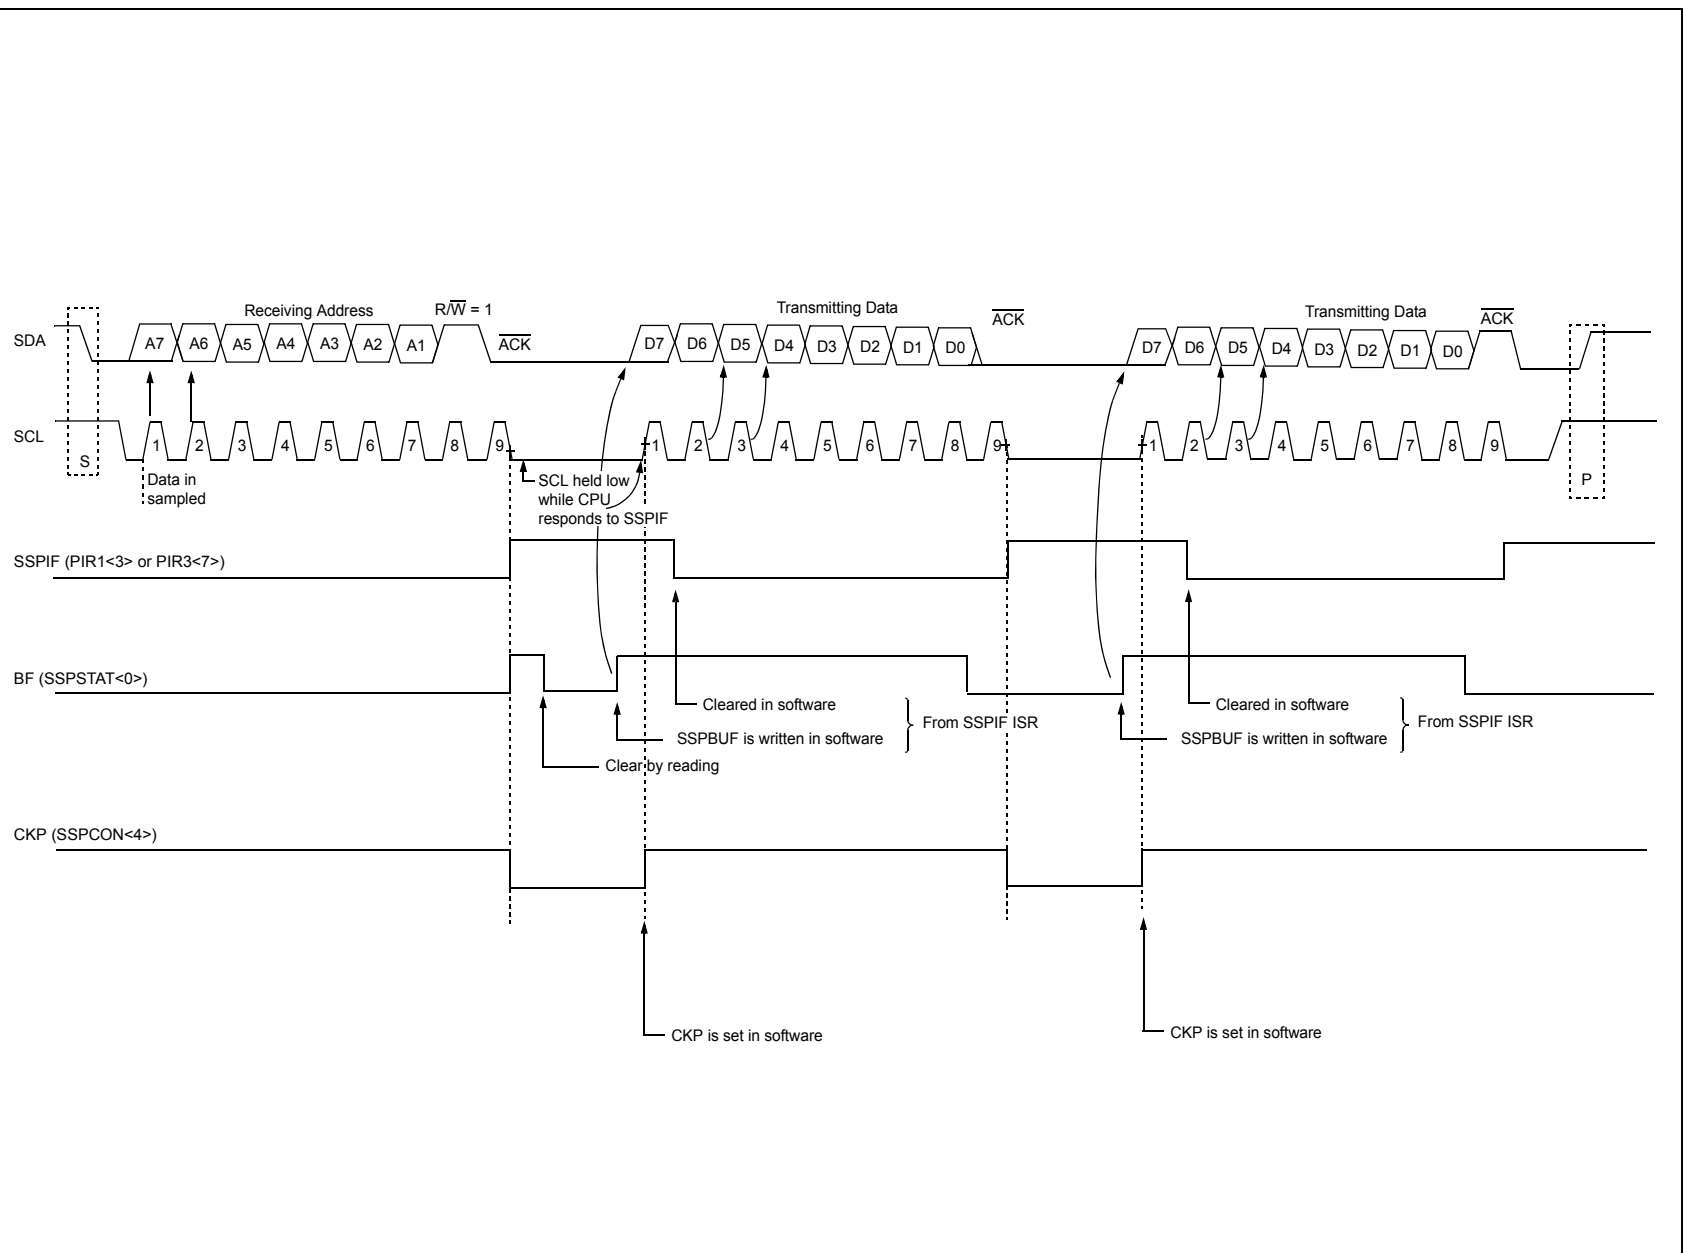 Receiving Address R/W = 1 Transmitting Data ACK Transmitting Data ACK
SDA A7 A6 A5 A4 A3 A2 A1 ACK D7 D6 D5 D4 D3 D2 D1 D0 D7 D6 D5 D4 D3 D2 D1 D0
SCL 1 2 3 4 5 6 7 8 9 1 2 3 4 5 6 7 8 9 1 2 3 4 5 6 7 8 9
S
P
Data in
sampled
SCL held low
while CPU
responds to SSPIF
SSPIF (PIR1<3> or PIR3<7>)
BF (SSPSTAT<0>)
Cleared in software
From SSPIF ISR
SSPBUF is written in software
Clear by reading
Cleared in software
From SSPIF ISR
SSPBUF is written in software
CKP (SSPCON<4>)
CKP is set in software
CKP is set in software